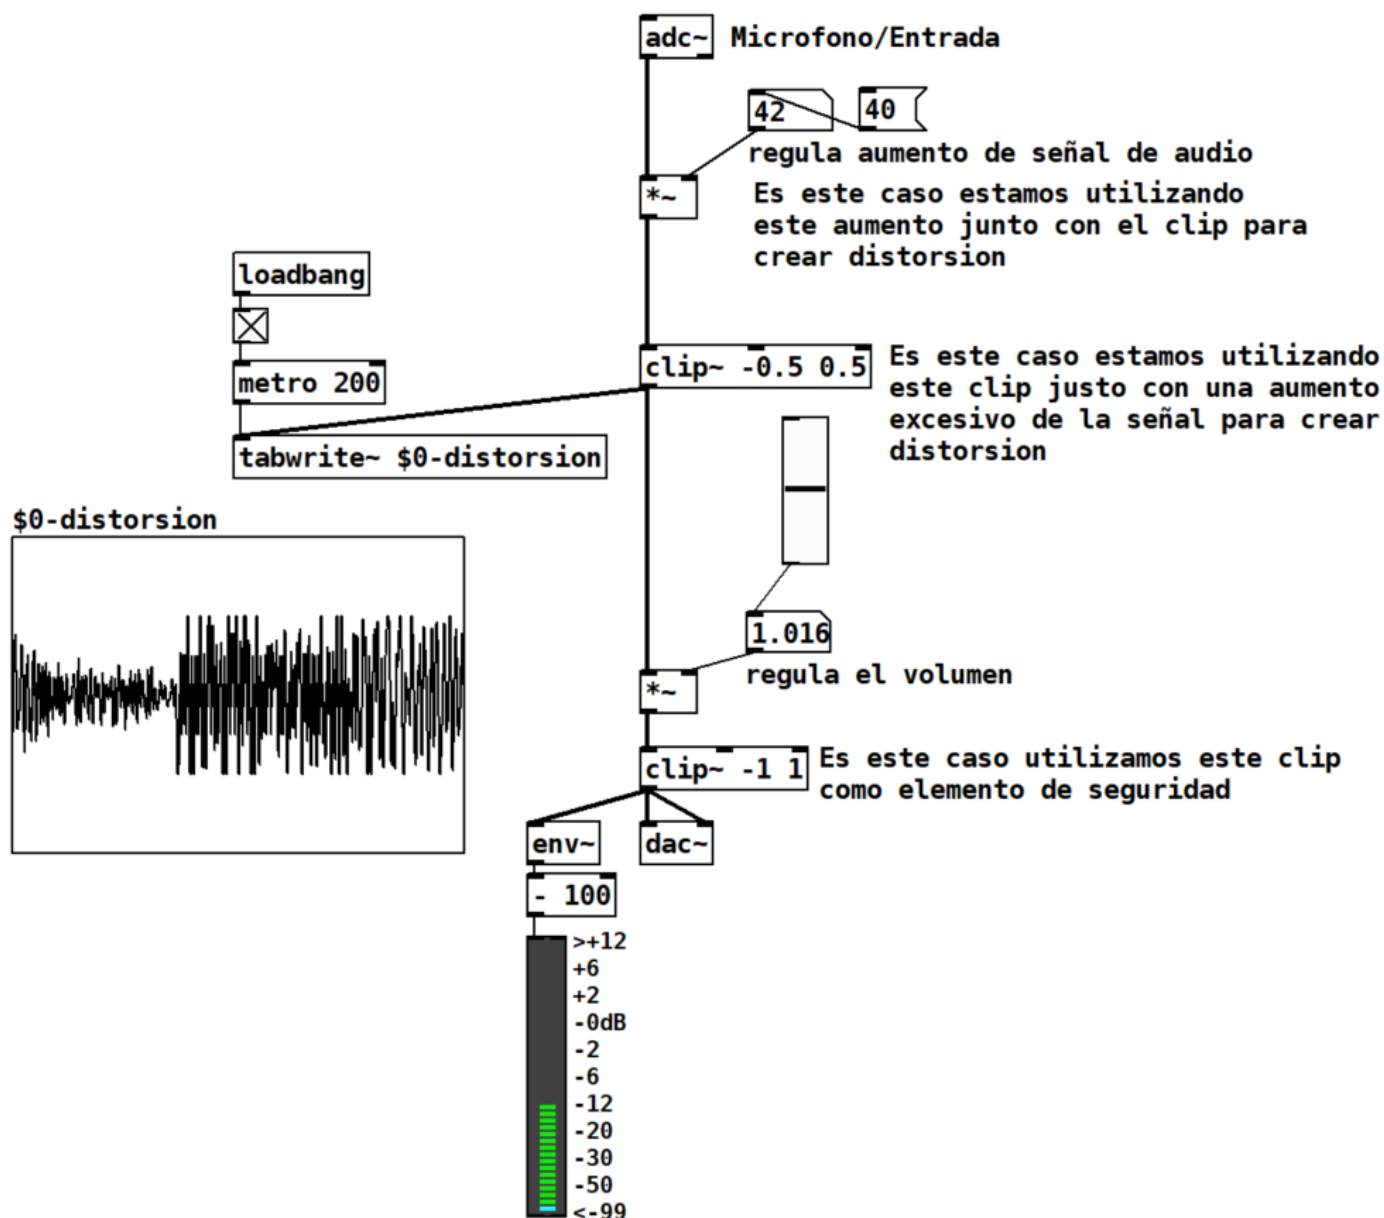 adc~ Microfono/Entrada
42 40
regula aumento de señal de audio
*~
Es este caso estamos utilizando
este aumento junto con el clip para
crear distorsion
loadbang
metro 200
tabwrite~ $0-distorsion
clip~ -0.5 0.5
Es este caso estamos utilizando
este clip justo con una aumento
excesivo de la señal para crear
distorsion
$0-distorsion
1.016
regula el volumen
*~
clip~ -1 1
Es este caso utilizamos este clip
como elemento de seguridad
env~ dac~
- 100
>+12
+6
+2
-0dB
-2
-6
-12
-20
-30
-50
<-99